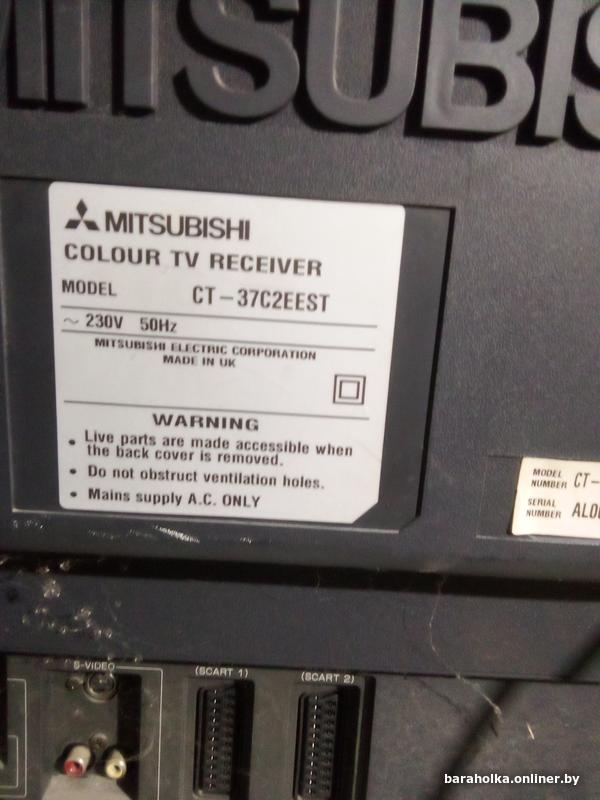 MITSUBIS
MITSUBISHI
COLOUR TV RECEIVER
MODEL CT-37C2EEST
~ 230V 50Hz
MITSUBISHI ELECTRIC CORPORATION
MADE IN UK
WARNING
• Live parts are made accessible when
the back cover is removed.
• Do not obstruct ventilation holes.
• Mains supply A.C. ONLY
MODEL
NUMBER CT-
SERIAL
NUMBER
S-VIDEO
(SCART 1)
(SCART 2)
baraholka.onliner.by